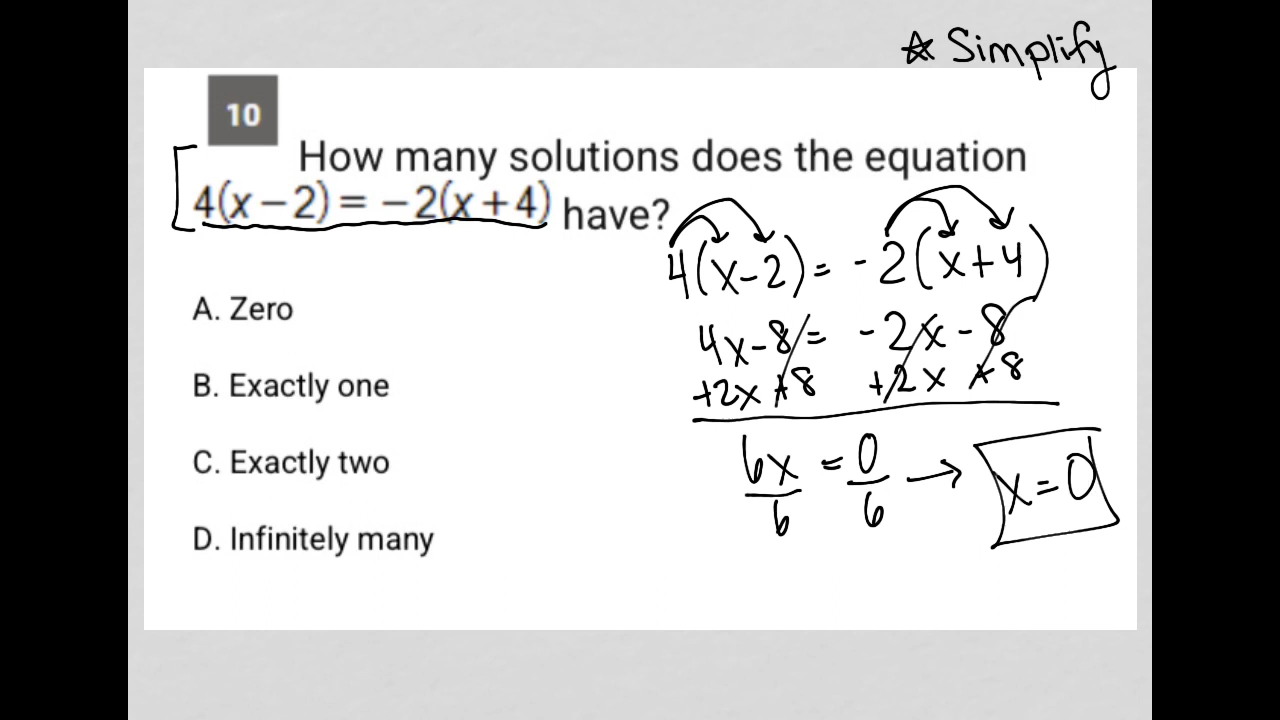 ☆ Simplify
10
How many solutions does the equation
4(x − 2) = −2(x + 4) have?
4(x-2) = -2(x+4)
4x-8 = -2x-8
+2x +8 +2x +8
6x/6 = 0/6 → x=0
A. Zero
B. Exactly one
C. Exactly two
D. Infinitely many